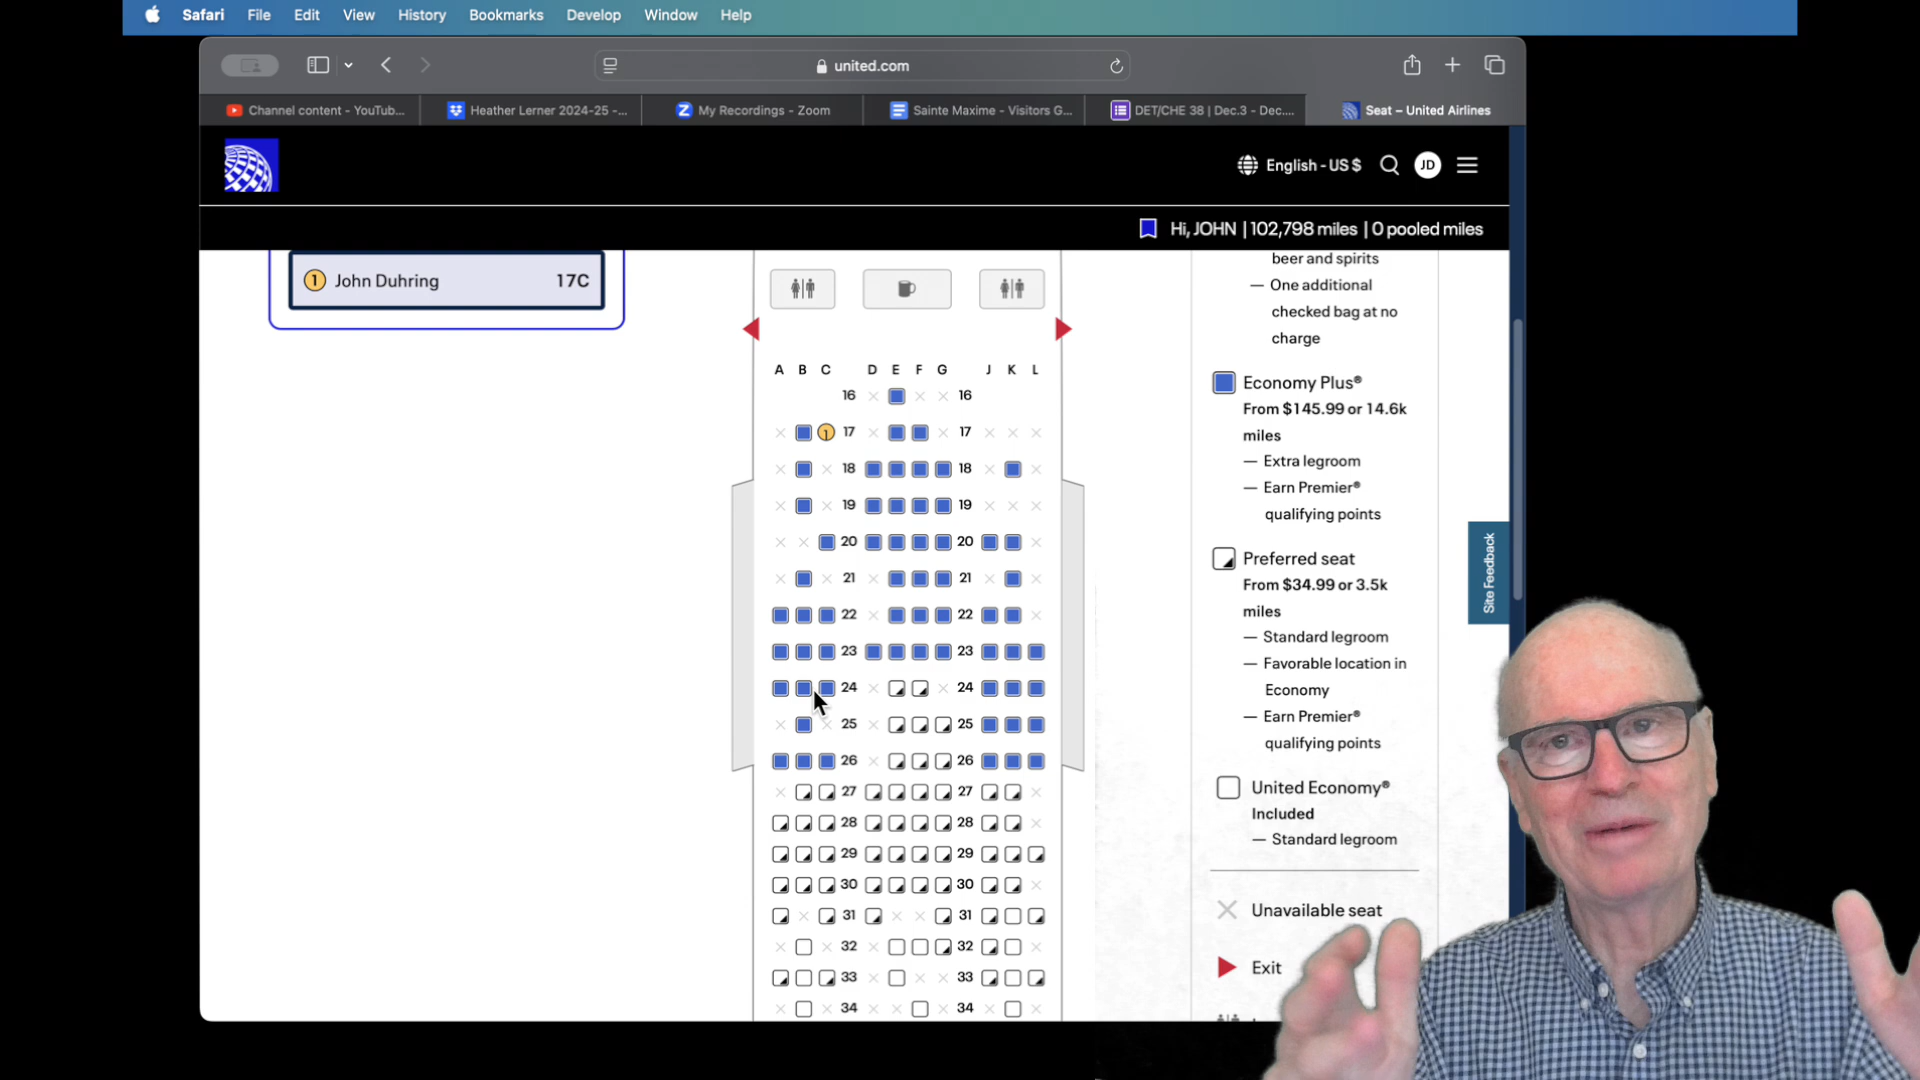 Safari File Edit View History Bookmarks Develop Window Help
united.com
Channel content - YouTub...
Heather Lerner 2024-25 -...
My Recordings - Zoom
Sainte Maxime - Visitors G...
DET/CHE 38 | Dec.3 - Dec....
Seat – United Airlines
English - US $
JD
Hi, JOHN | 102,798 miles | 0 pooled miles
1 John Duhring 17C
A B C D E F G J K L
16 16
1 17 17
18 18
19 19
20 20
21 21
22 22
23 23
24 24
25 25
26 26
27 27
28 28
29 29
30 30
31 31
32 32
33 33
34 34
beer and spirits
— One additional
checked bag at no
charge
Economy Plus®
From $145.99 or 14.6k
miles
— Extra legroom
— Earn Premier®
qualifying points
Preferred seat
From $34.99 or 3.5k
miles
— Standard legroom
— Favorable location in
Economy
— Earn Premier®
qualifying points
United Economy®
Included
— Standard legroom
Unavailable seat
Exit
Site Feedback